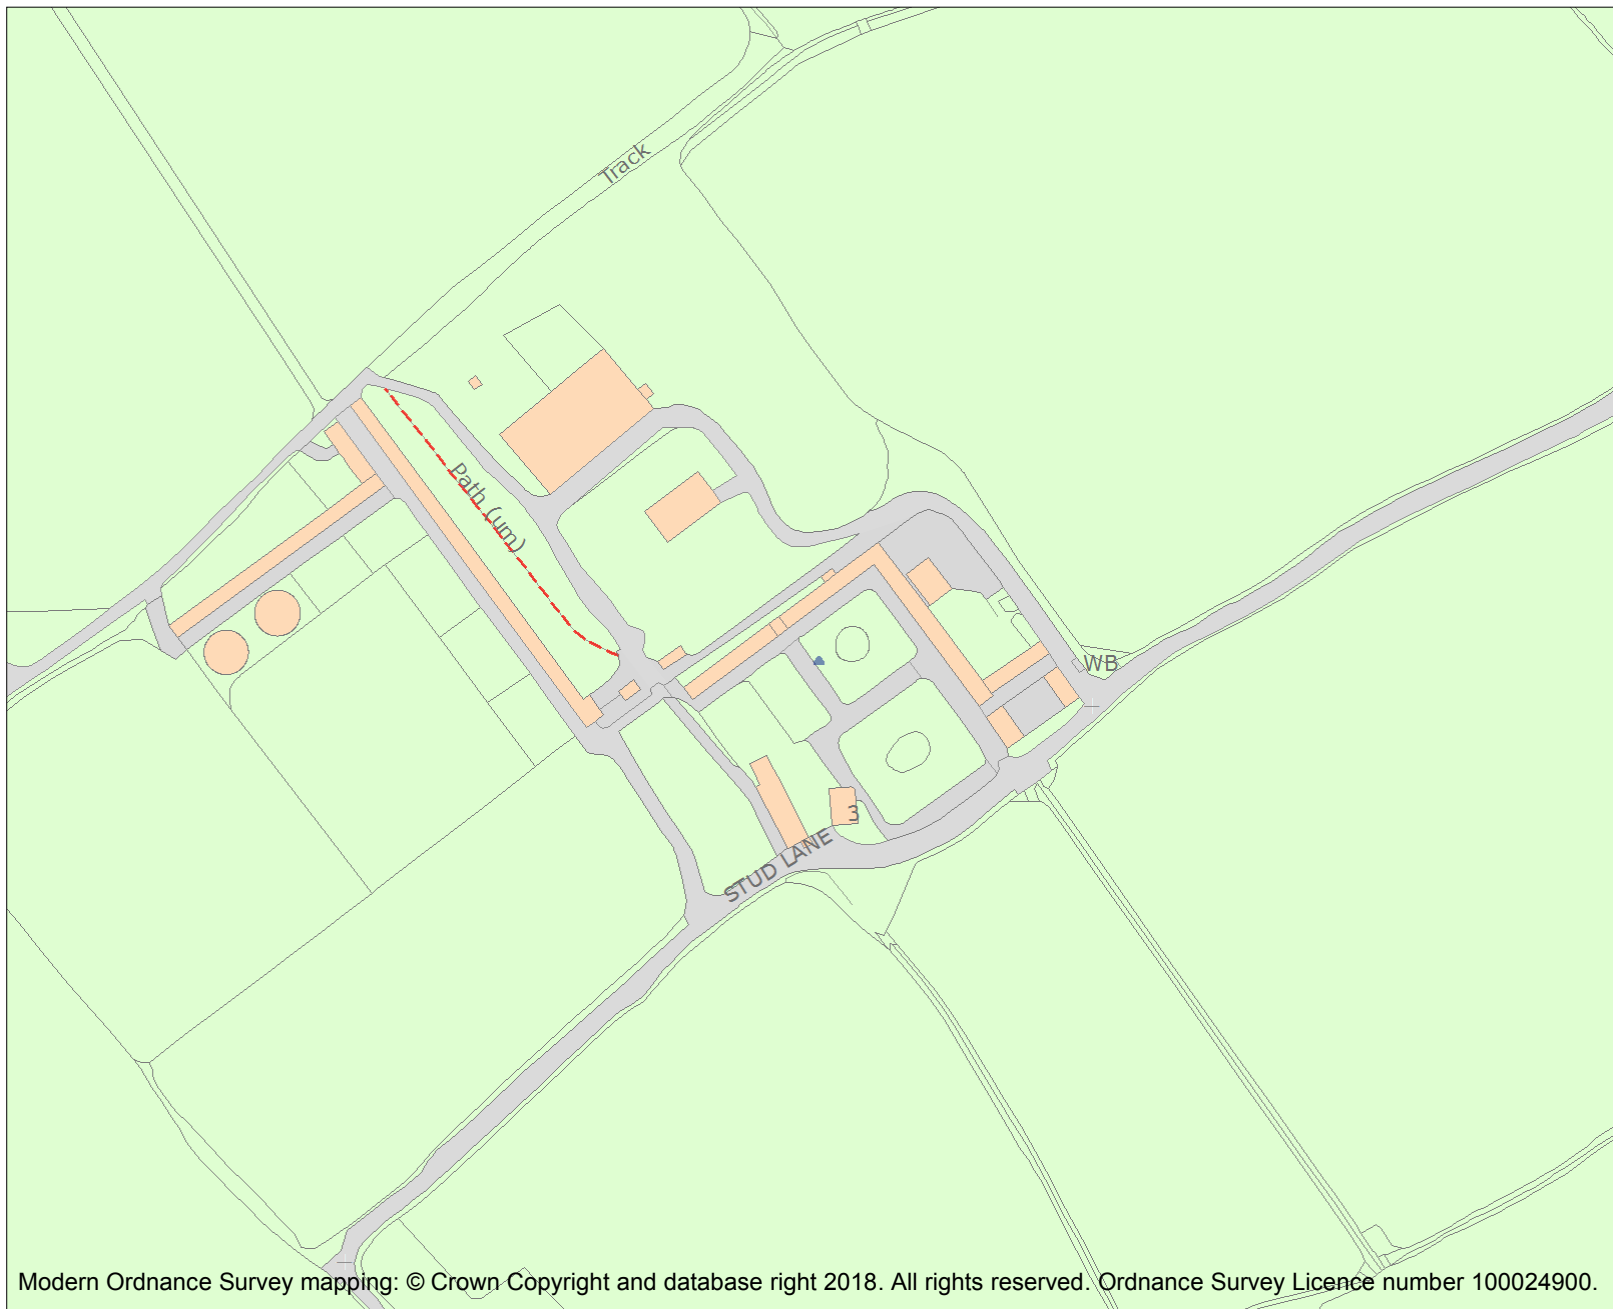 Track
Path (um)
WB
3
STUD LANE
Modern Ordnance Survey mapping: © Crown Copyright and database right 2018. All rights reserved. Ordnance Survey Licence number 100024900.